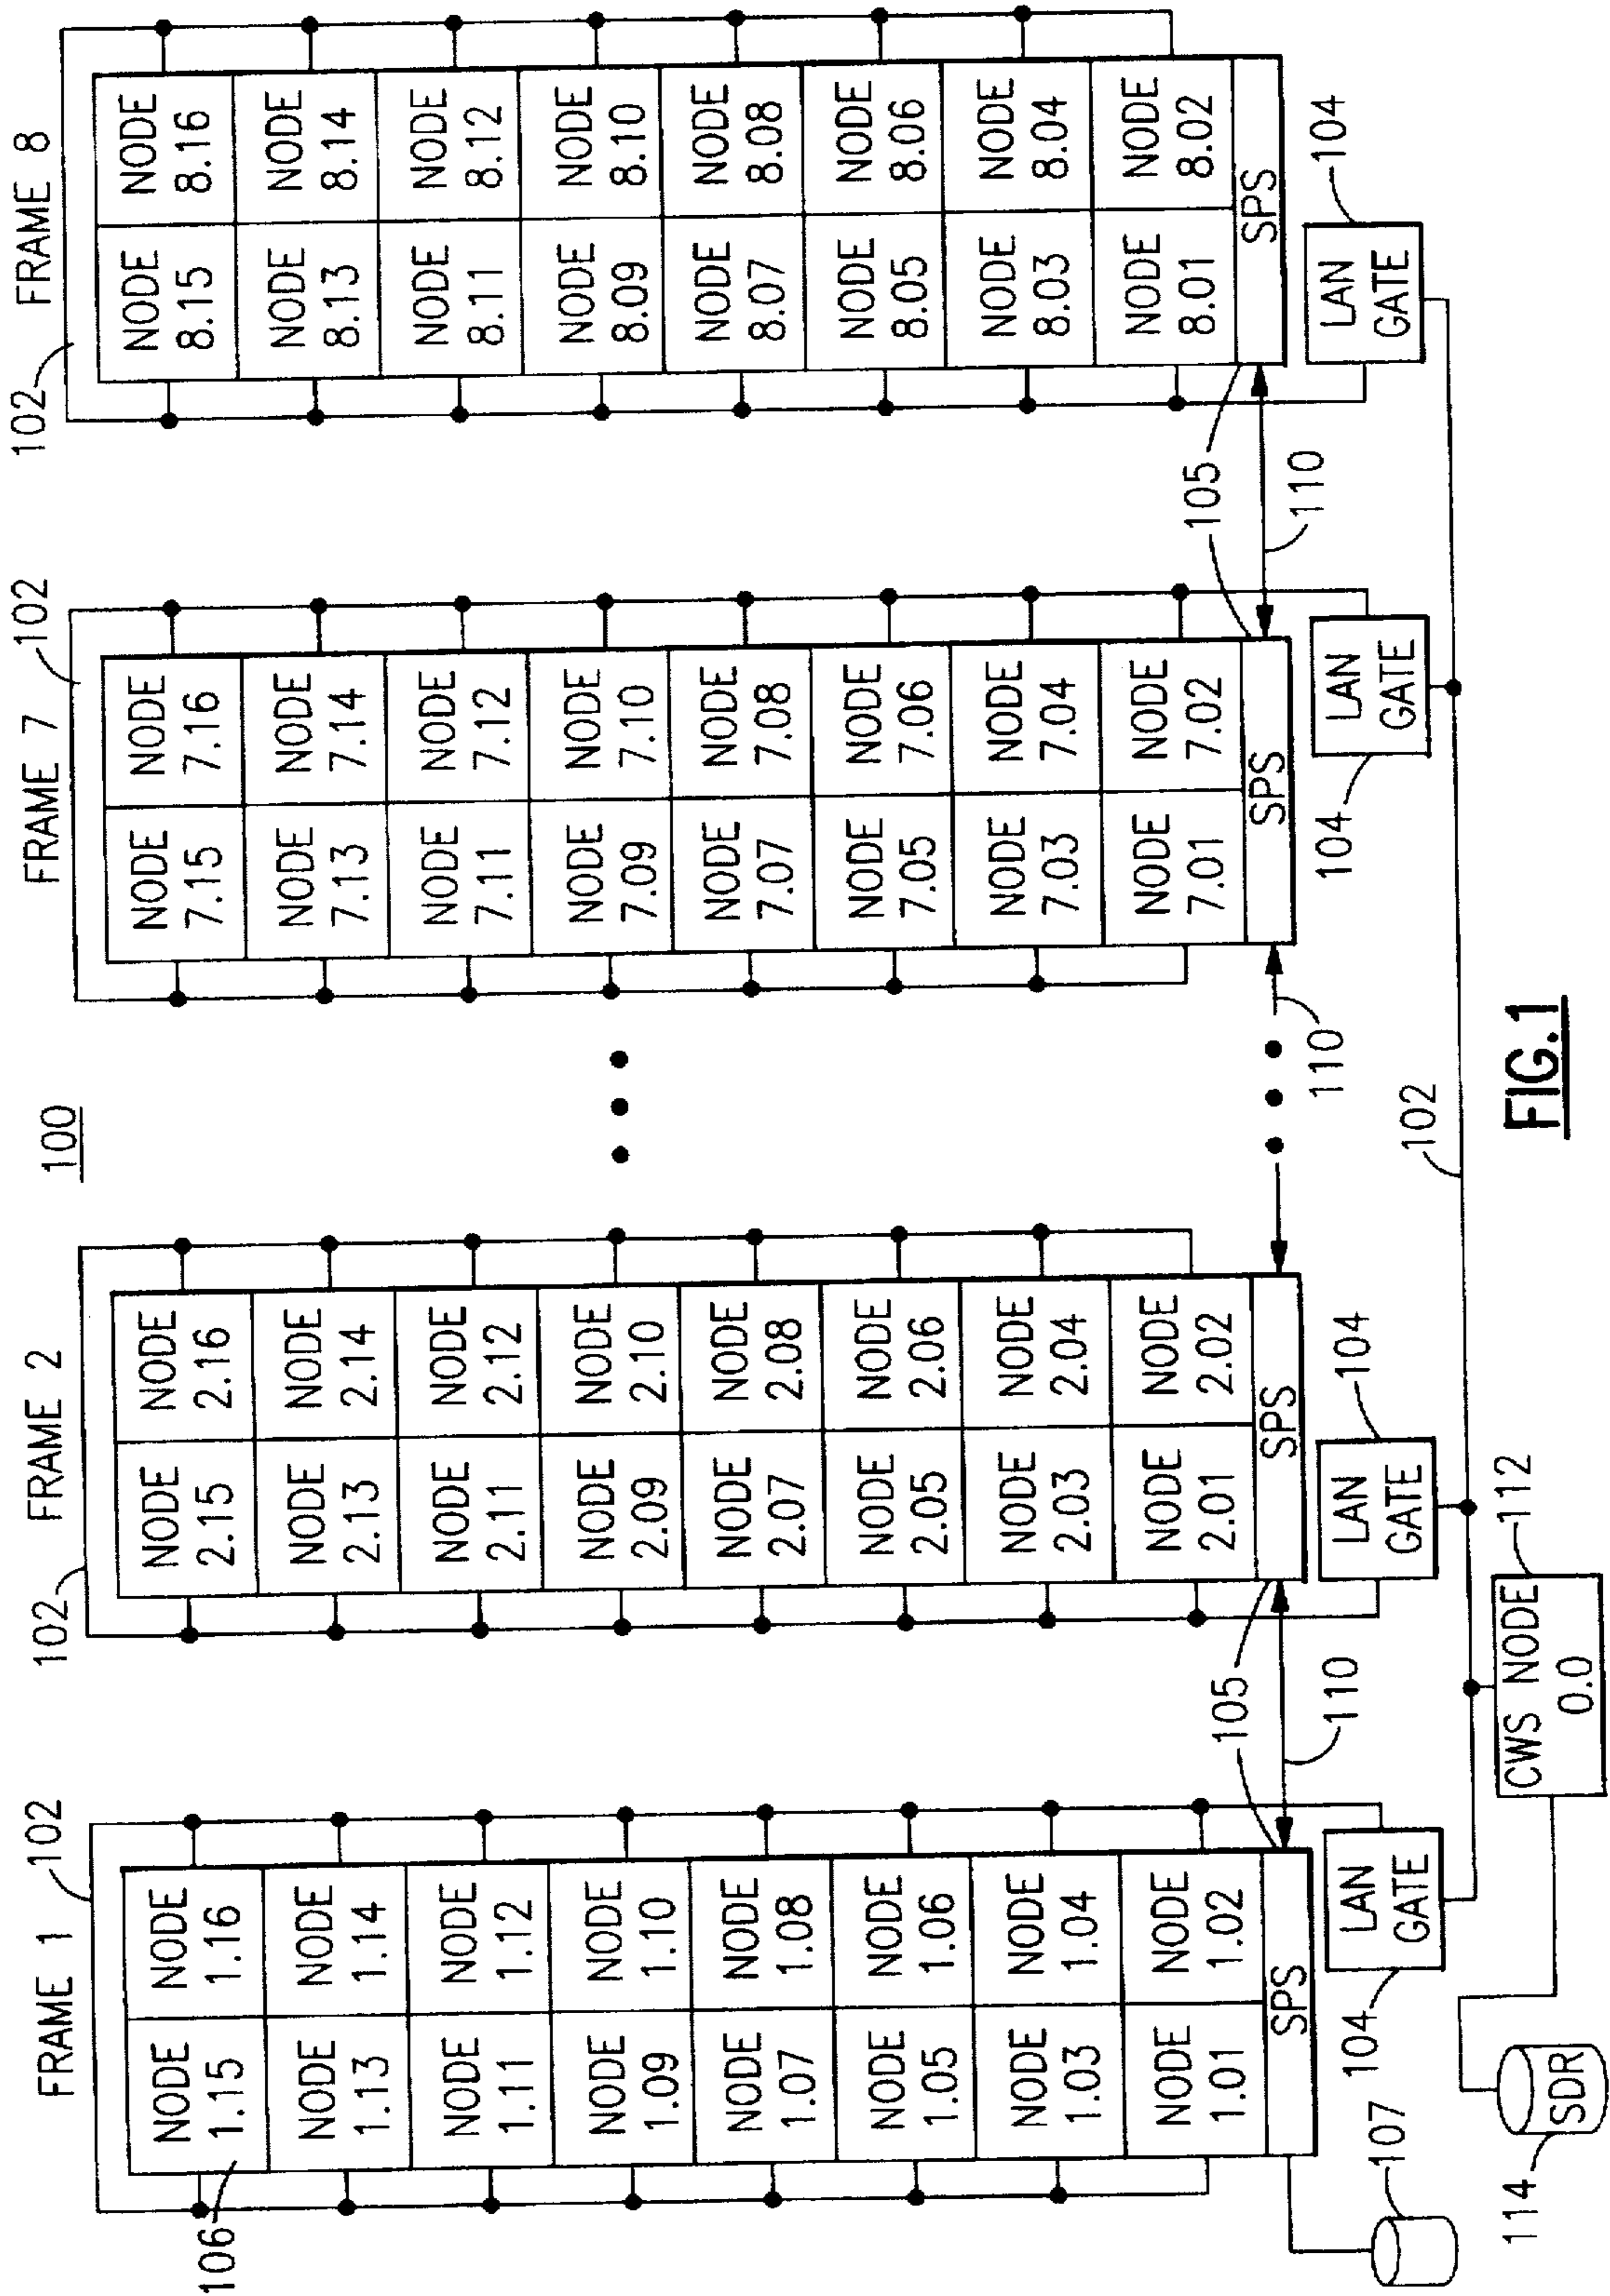 100
FRAME 1
102
NODE 1.15
NODE 1.16
NODE 1.13
NODE 1.14
NODE 1.11
NODE 1.12
NODE 1.09
NODE 1.10
NODE 1.07
NODE 1.08
NODE 1.05
NODE 1.06
NODE 1.03
NODE 1.04
NODE 1.01
NODE 1.02
SPS
106
107
LAN GATE
104
105
110
102
FRAME 2
NODE 2.15
NODE 2.16
NODE 2.13
NODE 2.14
NODE 2.11
NODE 2.12
NODE 2.09
NODE 2.10
NODE 2.07
NODE 2.08
NODE 2.05
NODE 2.06
NODE 2.03
NODE 2.04
NODE 2.01
NODE 2.02
SPS
LAN GATE
104
110
FRAME 7
102
NODE 7.15
NODE 7.16
NODE 7.13
NODE 7.14
NODE 7.11
NODE 7.12
NODE 7.09
NODE 7.10
NODE 7.07
NODE 7.08
NODE 7.05
NODE 7.06
NODE 7.03
NODE 7.04
NODE 7.01
NODE 7.02
SPS
104
LAN GATE
105
110
102
FRAME 8
NODE 8.15
NODE 8.16
NODE 8.13
NODE 8.14
NODE 8.11
NODE 8.12
NODE 8.09
NODE 8.10
NODE 8.07
NODE 8.08
NODE 8.05
NODE 8.06
NODE 8.03
NODE 8.04
NODE 8.01
NODE 8.02
SPS
LAN GATE
104
102
114
SDR
CWS NODE
0.0
112
FIG.1